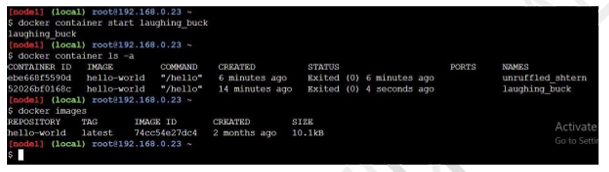 [node1] (local) root@192.168.0.23 ~
$ docker container start laughing_buck
laughing_buck
[node1] (local) root@192.168.0.23 ~
$ docker container ls -a
CONTAINER ID IMAGE COMMAND CREATED STATUS PORTS NAMES
ebe668f5590d hello-world "/hello" 6 minutes ago Exited (0) 6 minutes ago unruffled_shtern
52026bf0168c hello-world "/hello" 14 minutes ago Exited (0) 4 seconds ago laughing_buck
[node1] (local) root@192.168.0.23 ~
$ docker images
REPOSITORY TAG IMAGE ID CREATED SIZE
hello-world latest 74cc54e27dc4 2 months ago 10.1kB
[node1] (local) root@192.168.0.23 ~
$
Activate
Go to Settin